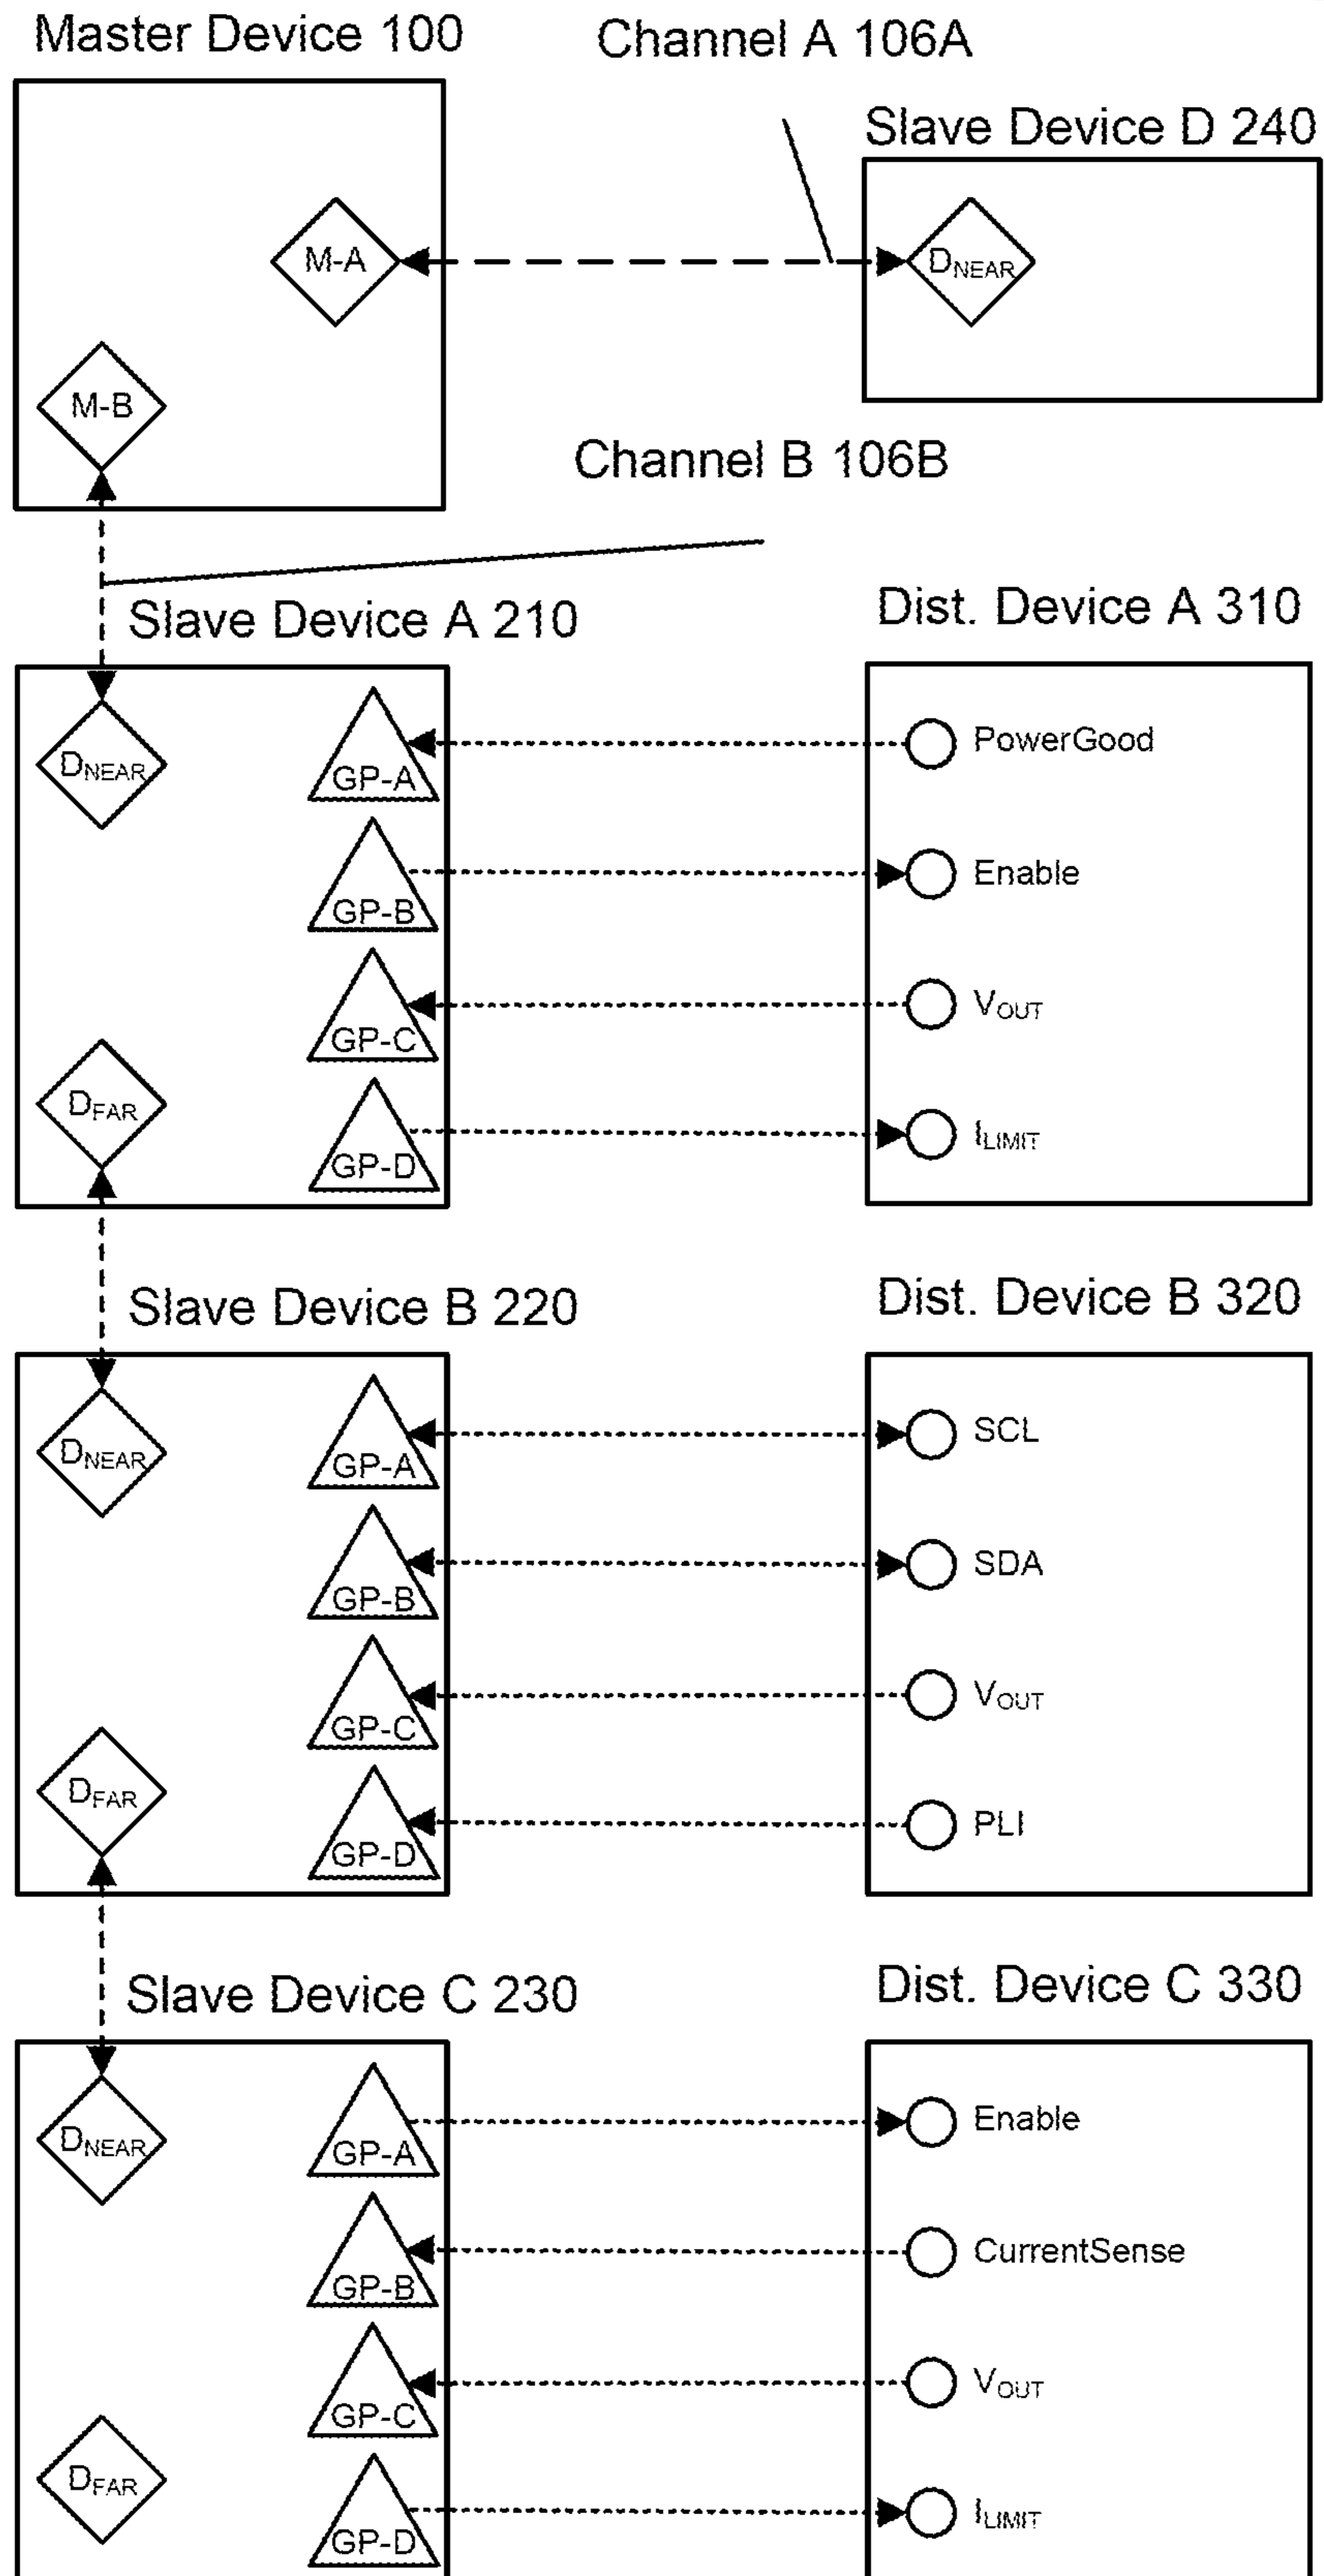 Master Device 100
Channel A 106A
Slave Device D 240
M-A
DNEAR
M-B
Channel B 106B
Slave Device A 210
Dist. Device A 310
DNEAR
GP-A
PowerGood
GP-B
Enable
GP-C
VOUT
DFAR
GP-D
ILIMIT
Slave Device B 220
Dist. Device B 320
DNEAR
GP-A
SCL
GP-B
SDA
GP-C
VOUT
DFAR
GP-D
PLI
Slave Device C 230
Dist. Device C 330
DNEAR
GP-A
Enable
GP-B
CurrentSense
GP-C
VOUT
DFAR
GP-D
ILIMIT